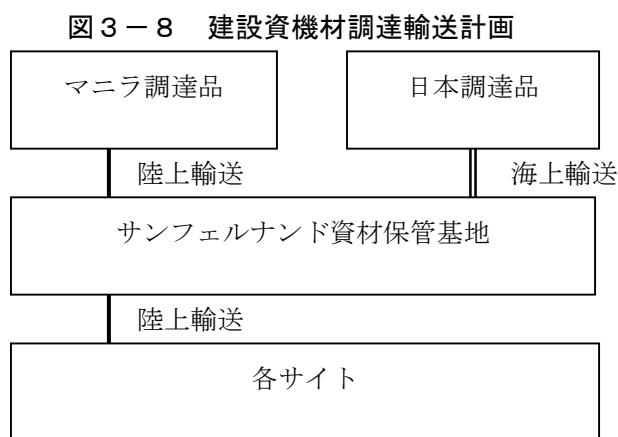 図３－８　建設資機材調達輸送計画
マニラ調達品　日本調達品
陸上輸送　海上輸送
サンフェルナンド資材保管基地
陸上輸送
各サイト